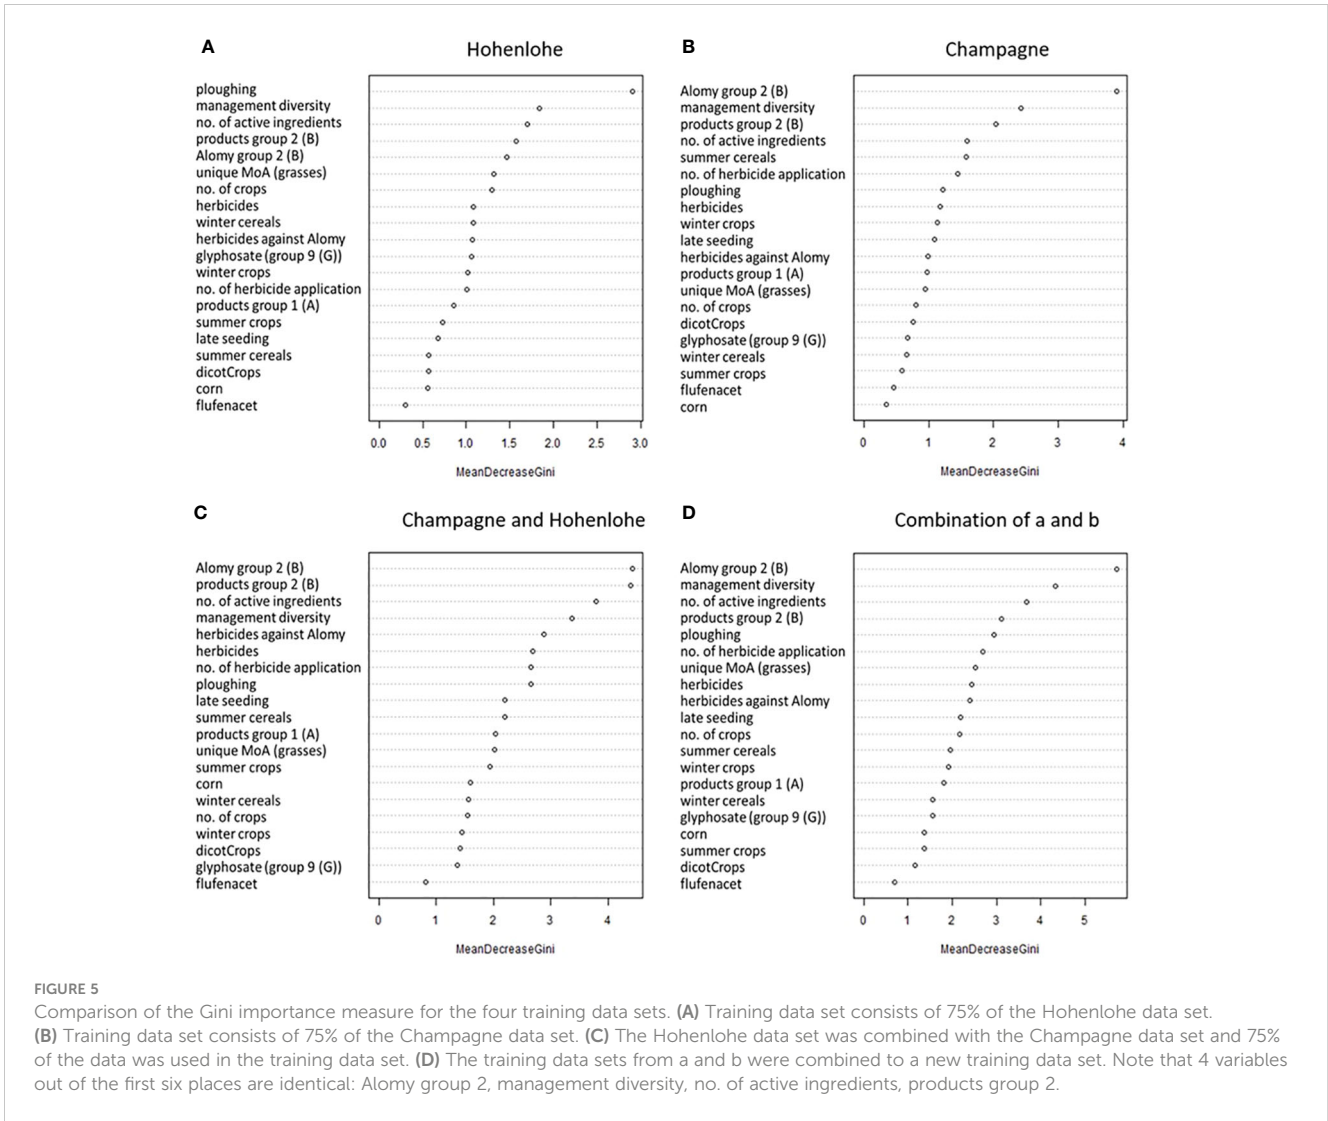 A
Hohenlohe
ploughing
management diversity
no. of active ingredients
products group 2 (B)
Alomy group 2 (B)
unique MoA (grasses)
no. of crops
herbicides
winter cereals
herbicides against Alomy
glyphosate (group 9 (G))
winter crops
no. of herbicide application
products group 1 (A)
summer crops
late seeding
summer cereals
dicotCrops
corn
flufenacet
0.0 0.5 1.0 1.5 2.0 2.5 3.0
MeanDecreaseGini
B
Champagne
Alomy group 2 (B)
management diversity
products group 2 (B)
no. of active ingredients
summer cereals
no. of herbicide application
ploughing
herbicides
winter crops
late seeding
herbicides against Alomy
products group 1 (A)
unique MoA (grasses)
no. of crops
dicotCrops
glyphosate (group 9 (G))
winter cereals
summer crops
flufenacet
corn
0 1 2 3 4
MeanDecreaseGini
C
Champagne and Hohenlohe
Alomy group 2 (B)
products group 2 (B)
no. of active ingredients
management diversity
herbicides against Alomy
herbicides
no. of herbicide application
ploughing
late seeding
summer cereals
products group 1 (A)
unique MoA (grasses)
summer crops
corn
winter cereals
no. of crops
winter crops
dicotCrops
glyphosate (group 9 (G))
flufenacet
0 1 2 3 4
MeanDecreaseGini
D
Combination of a and b
Alomy group 2 (B)
management diversity
no. of active ingredients
products group 2 (B)
ploughing
no. of herbicide application
unique MoA (grasses)
herbicides
herbicides against Alomy
late seeding
no. of crops
summer cereals
winter crops
products group 1 (A)
winter cereals
glyphosate (group 9 (G))
corn
summer crops
dicotCrops
flufenacet
0 1 2 3 4 5
MeanDecreaseGini
FIGURE 5
Comparison of the Gini importance measure for the four training data sets. (A) Training data set consists of 75% of the Hohenlohe data set.
(B) Training data set consists of 75% of the Champagne data set. (C) The Hohenlohe data set was combined with the Champagne data set and 75%
of the data was used in the training data set. (D) The training data sets from a and b were combined to a new training data set. Note that 4 variables
out of the first six places are identical: Alomy group 2, management diversity, no. of active ingredients, products group 2.